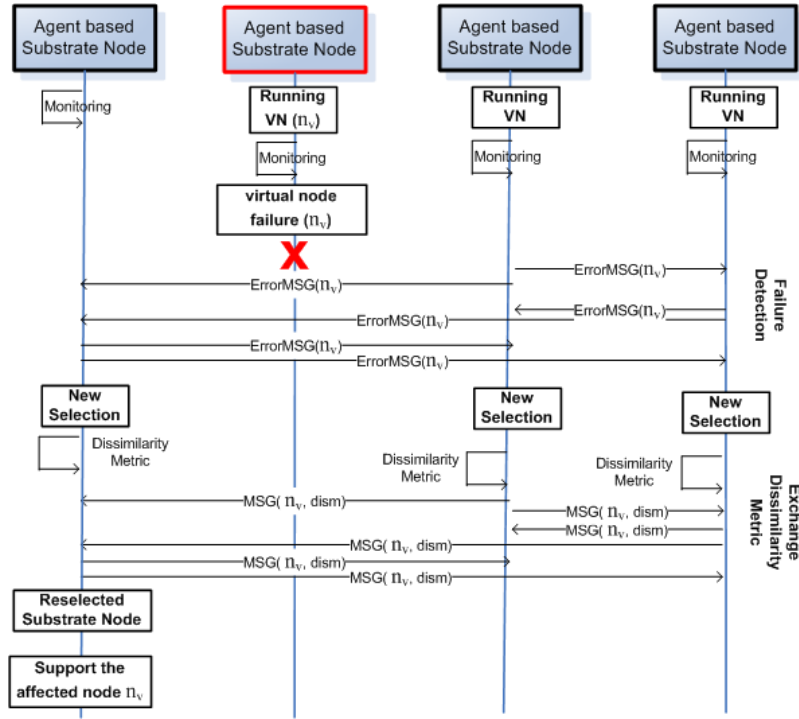 Agent based
Substrate Node
Agent based
Substrate Node
Agent based
Substrate Node
Agent based
Substrate Node
Monitoring
Running
VN (nᵥ)
Running
VN
Running
VN
Monitoring
Monitoring
Monitoring
virtual node
failure (nᵥ)
X
ErrorMSG(nᵥ)
ErrorMSG(nᵥ)
ErrorMSG(nᵥ)
ErrorMSG(nᵥ)
ErrorMSG(nᵥ)
ErrorMSG(nᵥ)
Failure
Detection
New
Selection
New
Selection
New
Selection
Dissimilarity
Metric
Dissimilarity
Metric
Dissimilarity
Metric
MSG( nᵥ, dism)
MSG( nᵥ, dism)
MSG( nᵥ, dism)
MSG( nᵥ, dism)
MSG( nᵥ, dism)
MSG( nᵥ, dism)
Exchange
Dissimilarity
Metric
Reselected
Substrate Node
Support the
affected node nᵥ